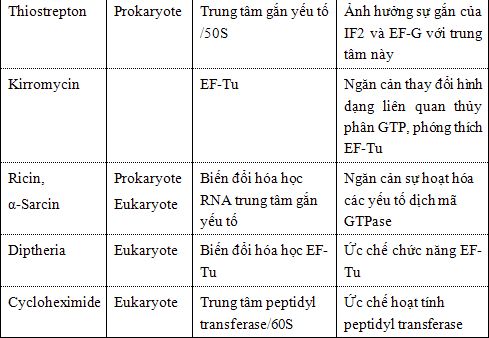 Thiostrepton Prokaryote Trung tâm gắn yếu tố Ảnh hưởng sự gắn của
/50S IF2 và EF-G với trung
tâm này
Kirromycin EF-Tu Ngăn cản thay đổi hình
dạng liên quan thủy
phân GTP, phóng thích
EF-Tu
Ricin, Prokaryote Biến đổi hóa học Ngăn cản sự hoạt hóa
α-Sarcin Eukaryote RNA trung tâm gắn các yếu tố dịch mã
yếu tố GTPase
Diptheria Eukaryote Biến đổi hóa học EF- Ức chế chức năng EF-
Tu Tu
Cycloheximide Eukaryote Trung tâm peptidyl Ức chế hoạt tính
transferase/60S peptidyl transferase